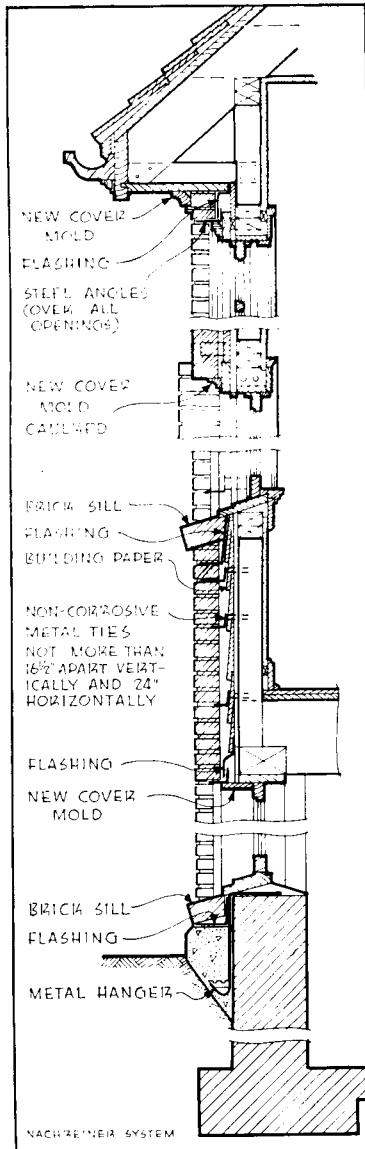 NEW COVER
MOLD
FLASHING
STEEL ANGLES
(OVER ALL
OPENINGS)
NEW COVER
MOLD
CAULKED
BRICK SILL
FLASHING
BUILDING PAPER
NON-CORROSIVE
METAL TIES
NOT MORE THAN
16½" APART VERT-
ICALLY AND 24"
HORIZONTALLY
FLASHING
NEW COVER
MOLD
BRICK SILL
FLASHING
METAL HANGER
NACHREINER SYSTEM